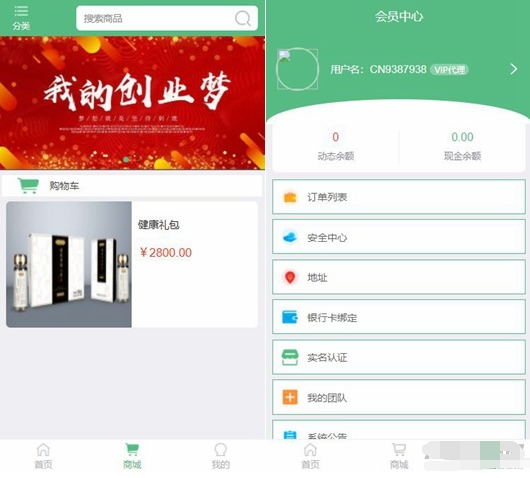 分类
搜索商品
我的创业梦
梦想就是坚持到底
购物车
健康礼包
￥2800.00
首页
商城
我的
会员中心
用户名：CN9387938 VIP代理
0
动态余额
0.00
现金余额
订单列表
安全中心
地址
银行卡绑定
实名认证
我的团队
系统公告
首页
商城